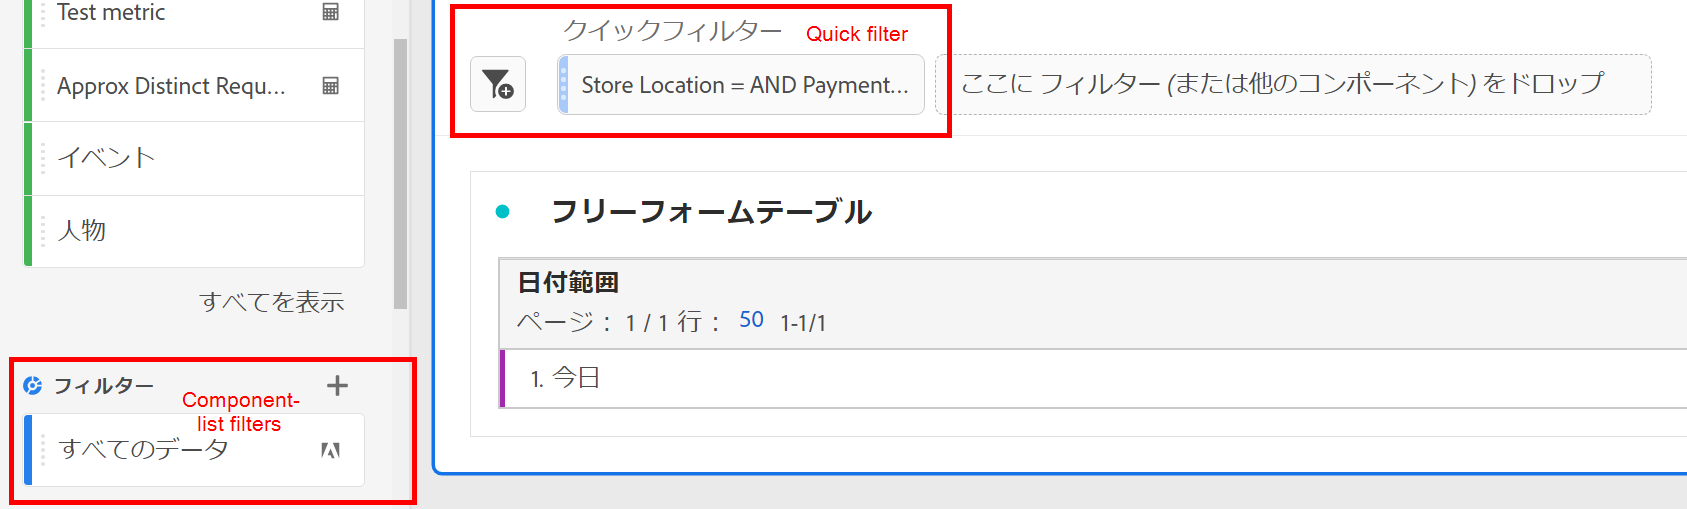 Test metric
Approx Distinct Requ...
イベント
人物
すべてを表示
フィルター
Component-
list filters
すべてのデータ
クイックフィルター Quick filter
Store Location = AND Payment...
ここに フィルター (または他のコンポーネント) をドロップ
フリーフォームテーブル
日付範囲
ページ: 1 / 1 行: 50 1-1/1
1. 今日